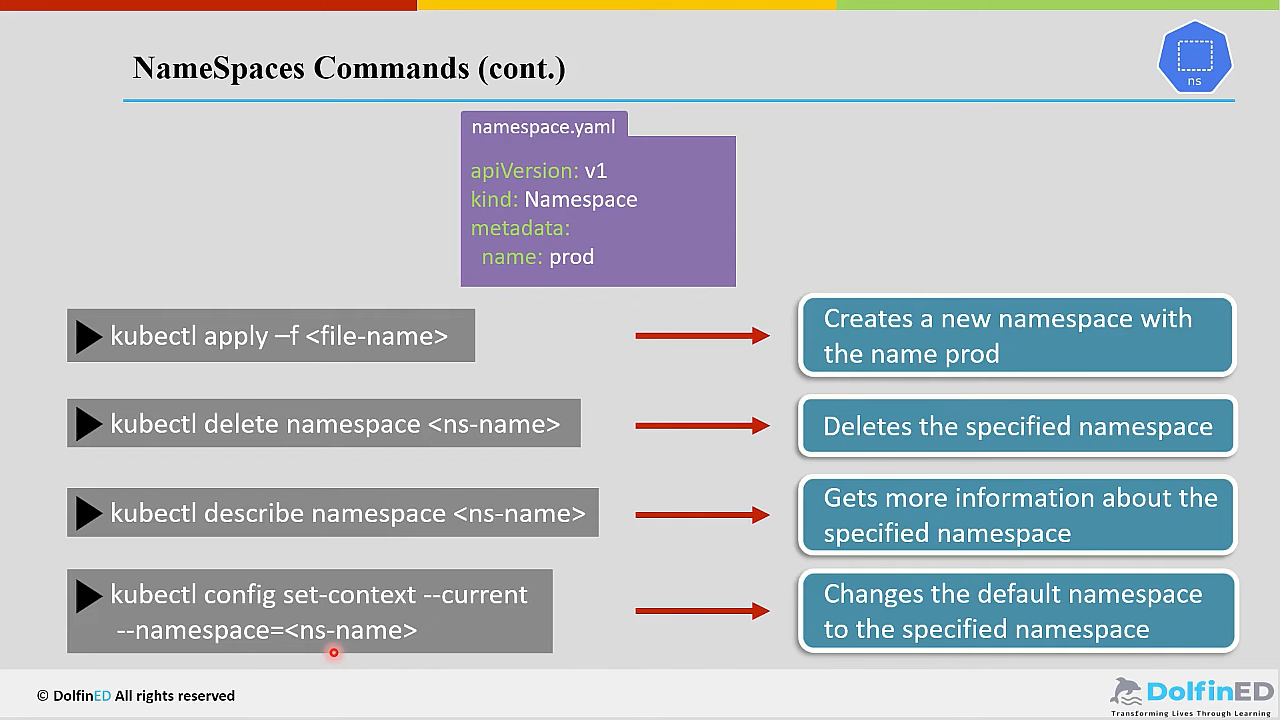 NameSpaces Commands (cont.)
ns
namespace.yaml
apiVersion: v1
kind: Namespace
metadata:
name: prod
kubectl apply –f <file-name>
Creates a new namespace with
the name prod
kubectl delete namespace <ns-name>
Deletes the specified namespace
kubectl describe namespace <ns-name>
Gets more information about the
specified namespace
kubectl config set-context --current
--namespace=<ns-name>
Changes the default namespace
to the specified namespace
© DolfinED All rights reserved
DolfinED
Transforming Lives Through Learning